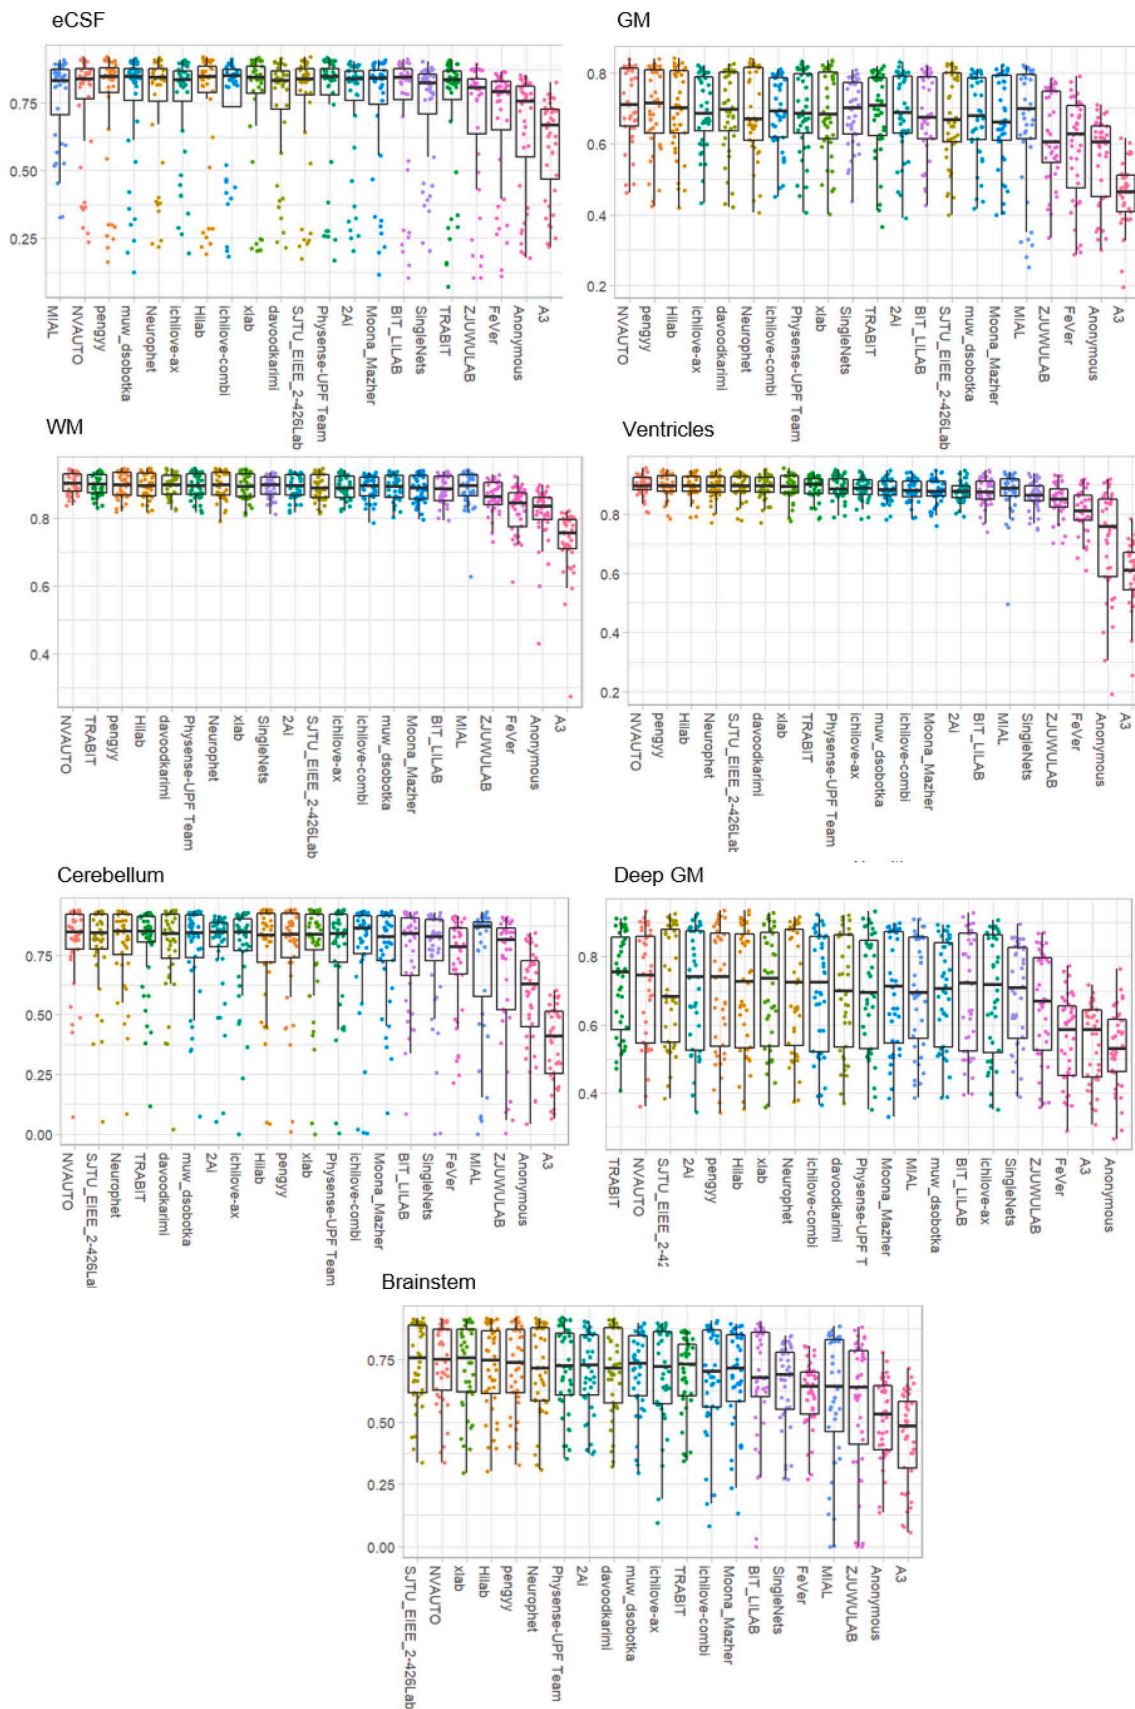 eCSF
GM
0.75
0.50
0.25
0.8
0.6
0.4
0.2
MIAL
NVAUTO
pengyy
muw_dsobotka
Neurophet
ichilove-ax
Hilab
ichilove-combi
xlab
davoodkarimi
SJTU_EIEE_2-426Lab
Physense-UPF Team
2Ai
Moona_Mazher
BIT_LILAB
SingleNets
TRABIT
ZJUWULAB
FeVer
Anonymous
A3
NVAUTO
pengyy
Hilab
ichilove-ax
davoodkarimi
Neurophet
ichilove-combi
Physense-UPF Team
xlab
SingleNets
TRABIT
2Ai
BIT_LILAB
SJTU_EIEE_2-426Lab
muw_dsobotka
Moona_Mazher
MIAL
ZJUWULAB
FeVer
Anonymous
A3
WM
Ventricles
0.8
0.6
0.4
0.8
0.6
0.4
0.2
NVAUTO
TRABIT
pengyy
Hilab
davoodkarimi
Physense-UPF Team
Neurophet
xlab
SingleNets
2Ai
SJTU_EIEE_2-426Lab
ichilove-ax
ichilove-combi
muw_dsobotka
Moona_Mazher
BIT_LILAB
MIAL
ZJUWULAB
FeVer
Anonymous
A3
NVAUTO
pengyy
Hilab
Neurophet
SJTU_EIEE_2-426Lab
davoodkarimi
xlab
TRABIT
Physense-UPF Team
ichilove-ax
muw_dsobotka
ichilove-combi
Moona_Mazher
2Ai
BIT_LILAB
MIAL
SingleNets
ZJUWULAB
FeVer
Anonymous
A3
Cerebellum
Deep GM
0.75
0.50
0.25
0.00
0.8
0.6
0.4
NVAUTO
SJTU_EIEE_2-426Lal
Neurophet
TRABIT
davoodkarimi
muw_dsobotka
2Ai
ichilove-ax
Hilab
pengyy
xlab
Physense-UPF Team
ichilove-combi
Moona_Mazher
BIT_LILAB
SingleNets
FeVer
MIAL
ZJUWULAB
Anonymous
A3
TRABIT
NVAUTO
SJTU_EIEE_2-42
2Ai
pengyy
Hilab
xlab
Neurophet
ichilove-combi
davoodkarimi
Physense-UPF T
Moona_Mazher
MIAL
muw_dsobotka
BIT_LILAB
ichilove-ax
SingleNets
ZJUWULAB
FeVer
A3
Anonymous
Brainstem
0.75
0.50
0.25
0.00
SJTU_EIEE_2-426Lab
NVAUTO
xlab
Hilab
pengyy
Neurophet
Physense-UPF Team
2Ai
davoodkarimi
muw_dsobotka
ichilove-ax
TRABIT
ichilove-combi
Moona_Mazher
BIT_LILAB
SingleNets
FeVer
MIAL
ZJUWULAB
Anonymous
A3